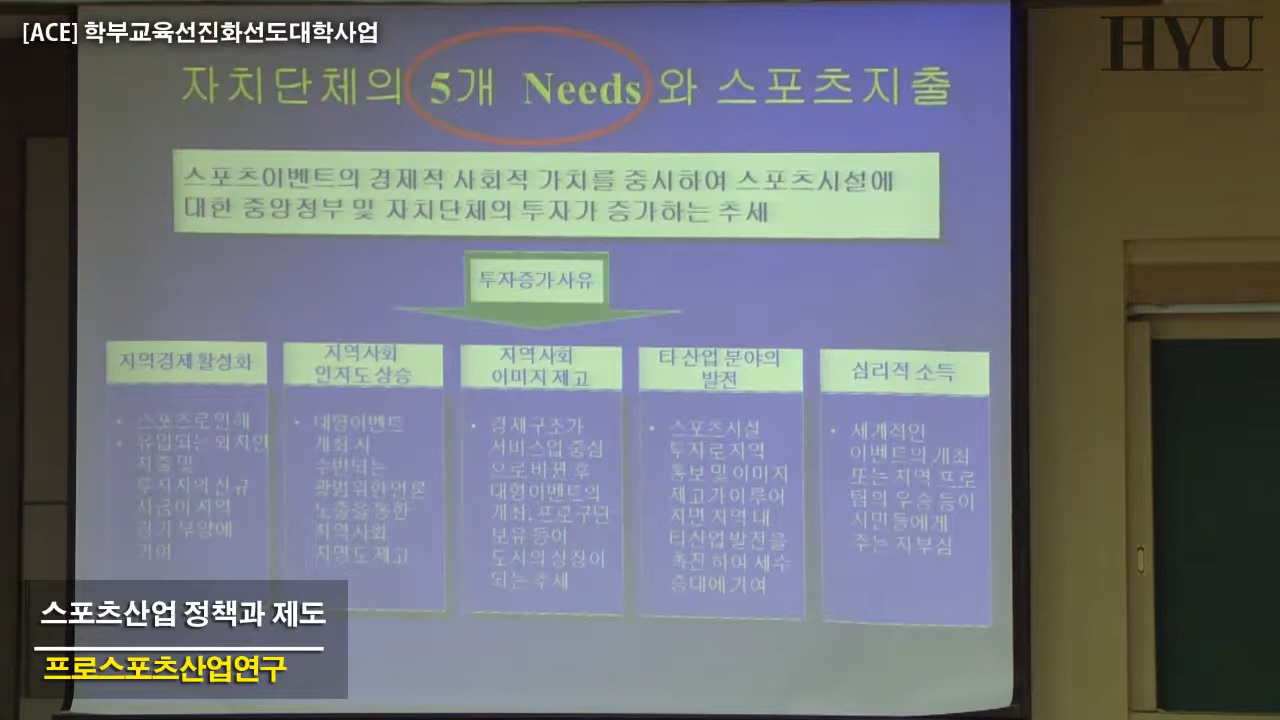 [ACE] 학부교육선진화선도대학사업
HYU
자치단체의 5개 Needs 와 스포츠지출
스포츠이벤트의 경제적 사회적 가치를 중시하여 스포츠시설에
대한 중앙정부 및 자치단체의 투자가 증가하는 추세
투자증가사유
지역경제 활성화
• 스포츠로 인해
• 유입되는 외지인
지출 및
투자지의 신규
자금이 지역
경기 부양에
기여
지역사회
인지도 상승
• 대형이벤트
개최 시
수반되는
광범위한 언론
노출을 통한
지역사회
지명도 제고
지역사회
이미지 제고
• 경제구조가
서비스업 중심
으로 바뀐 후
대형이벤트의
개최, 프로구단
보유 등이
도시의 상징이
되는 추세
타 산업 분야의
발전
• 스포츠시설
투자로 지역
홍보 및 이미지
제고가 이루어
지면 지역 내
타산업 발전을
촉진하여 세수
증대에 기여
심리적 소득
• 세계적인
이벤트의 개최
또는 지역 프로
팀의 우승 등이
시민들에게
주는 자부심
스포츠산업 정책과 제도
프로스포츠산업연구